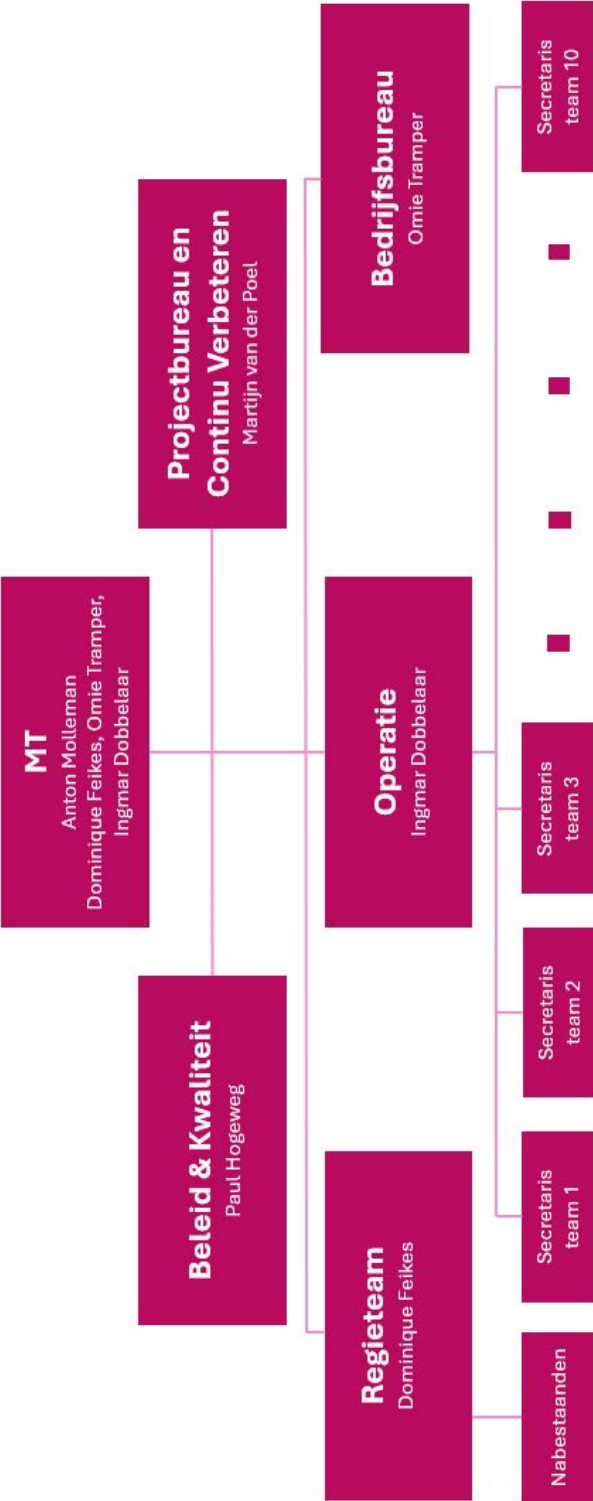 MT
Anton Molleman
Dominique Feikes, Omie Tramper,
Ingmar Dobbelaar
Beleid & Kwaliteit
Paul Hogeweg
Projectbureau en
Continu Verbeteren
Martijn van der Poel
Regieteam
Dominique Feikes
Operatie
Ingmar Dobbelaar
Bedrijfsbureau
Omie Tramper
Nabestaanden
Secretaris
team 1
Secretaris
team 2
Secretaris
team 3
Secretaris
team 10